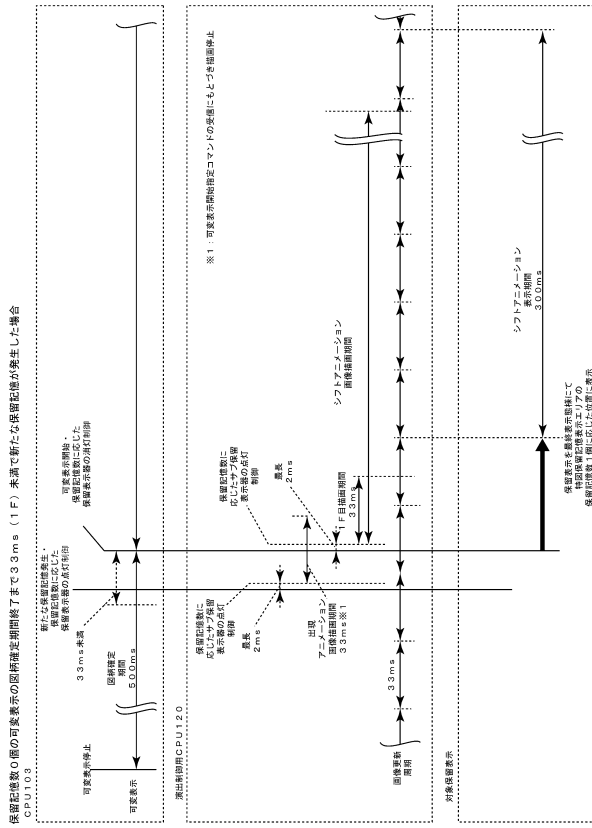 保留記憶数0個の可変表示の図柄確定期間終了まで33ms(1F)未満で新たな保留記憶が発生した場合
CPU103
可変表示停止
可変表示
図柄確定
期間
500ms
33ms未満
新たな保留記憶発生・
保留記憶数に応じた
保留表示器の点灯制御
可変表示開始・
保留記憶数に応じた
保留表示器の消灯制御
演出制御用CPU120
保留記憶数に
応じたサブ保留
表示器の点灯
制御
最長
2ms
出現
アニメーション
画像描画期間
33ms※1
保留記憶数に
応じたサブ保留
表示器の点灯
制御
最長
2ms
1F目描画期間
33ms
シフトアニメーション
画像描画期間
※1:可変表示開始指定コマンドの受信にもとづき描画停止
画像更新
周期
33ms
対象保留表示
保留表示を最終表示態様にて
特図保留記憶表示エリアの
保留記憶数1個に応じた位置に表示
シフトアニメーション
表示期間
300ms